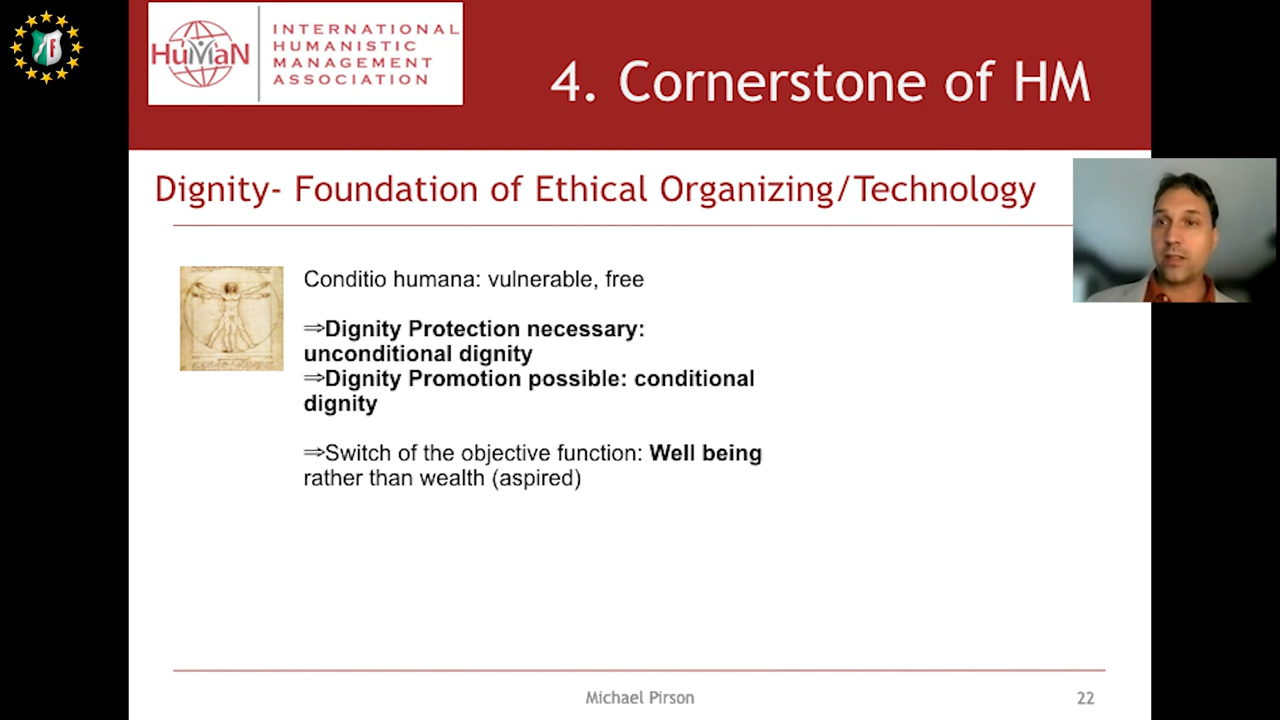 HuMaN
INTERNATIONAL
HUMANISTIC
MANAGEMENT
ASSOCIATION
4. Cornerstone of HM
Dignity- Foundation of Ethical Organizing/Technology
Conditio humana: vulnerable, free
⇒Dignity Protection necessary:
unconditional dignity
⇒Dignity Promotion possible: conditional
dignity
⇒Switch of the objective function: Well being
rather than wealth (aspired)
Michael Pirson
22